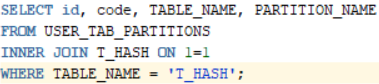 SELECT id, code, TABLE_NAME, PARTITION_NAME
FROM USER_TAB_PARTITIONS
INNER JOIN T_HASH ON 1=1
WHERE TABLE_NAME = 'T_HASH';